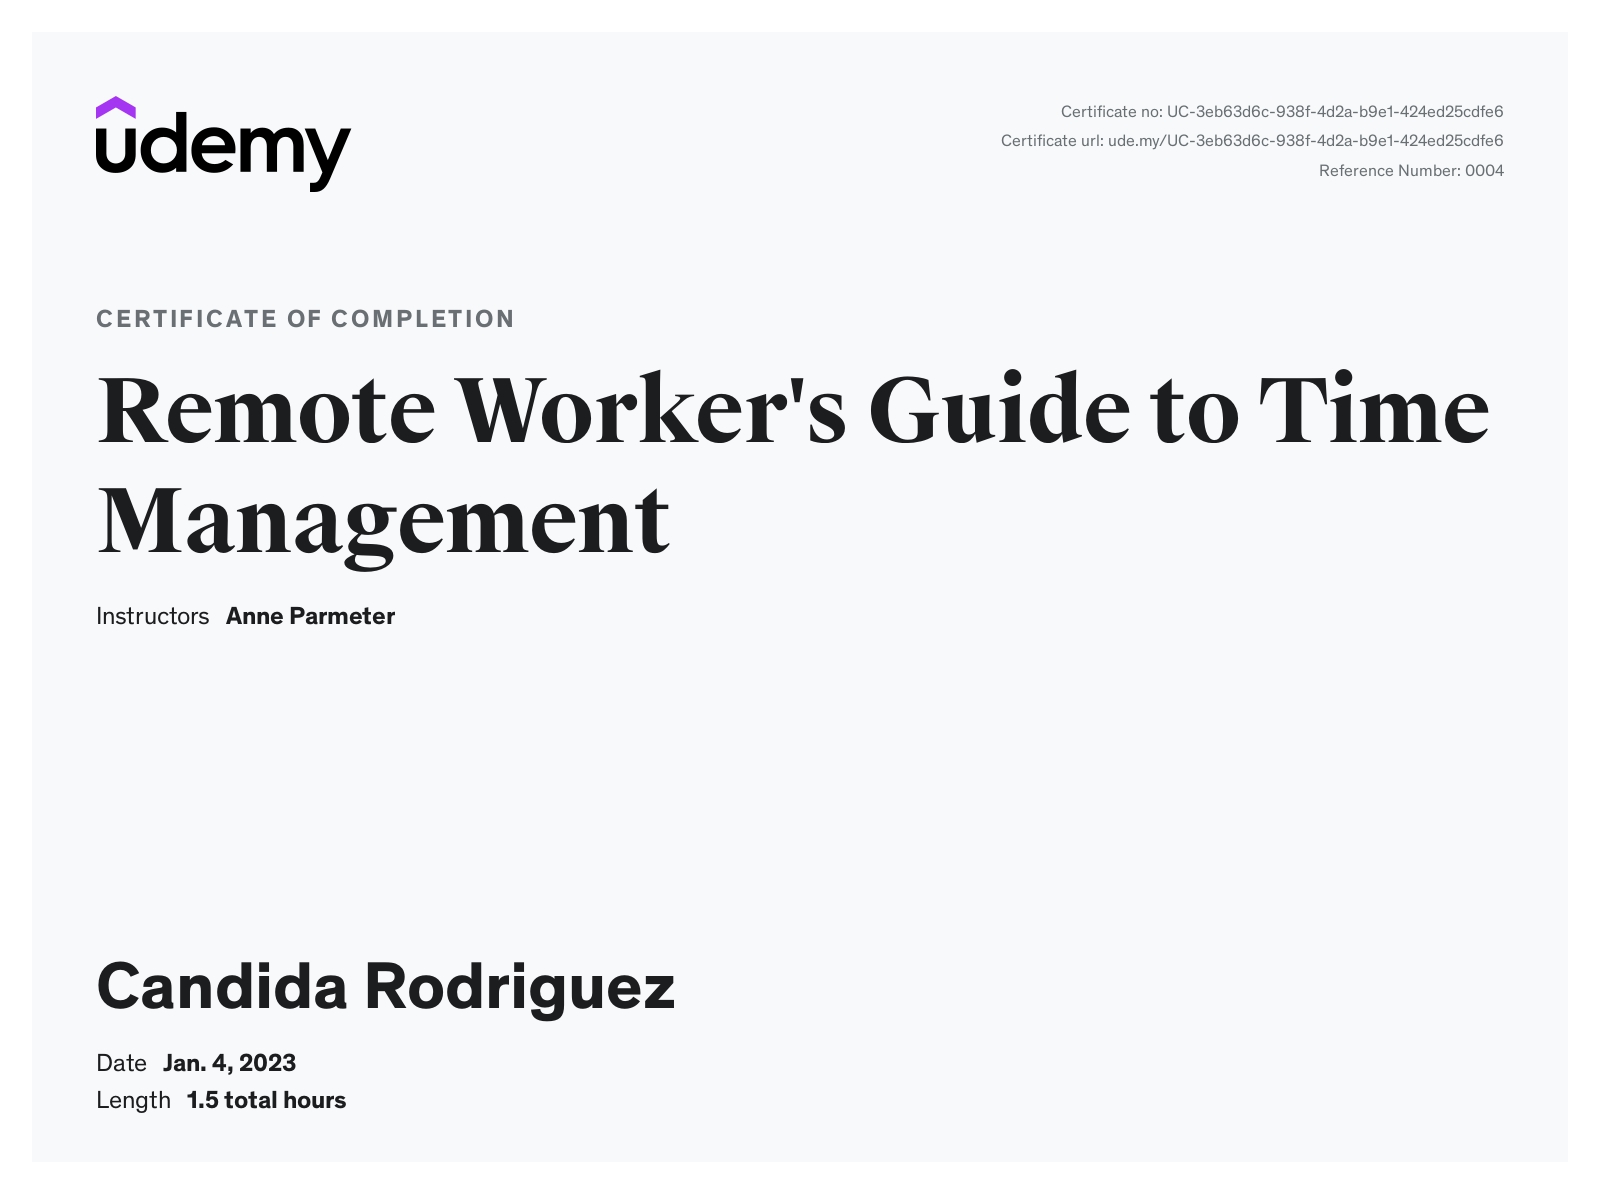 udemy
Certificate no: UC-3eb63d6c-938f-4d2a-b9e1-424ed25cdfe6
Certificate url: ude.my/UC-3eb63d6c-938f-4d2a-b9e1-424ed25cdfe6
Reference Number: 0004
CERTIFICATE OF COMPLETION
Remote Worker's Guide to Time
Management
Instructors Anne Parmeter
Candida Rodriguez
Date Jan. 4, 2023
Length 1.5 total hours